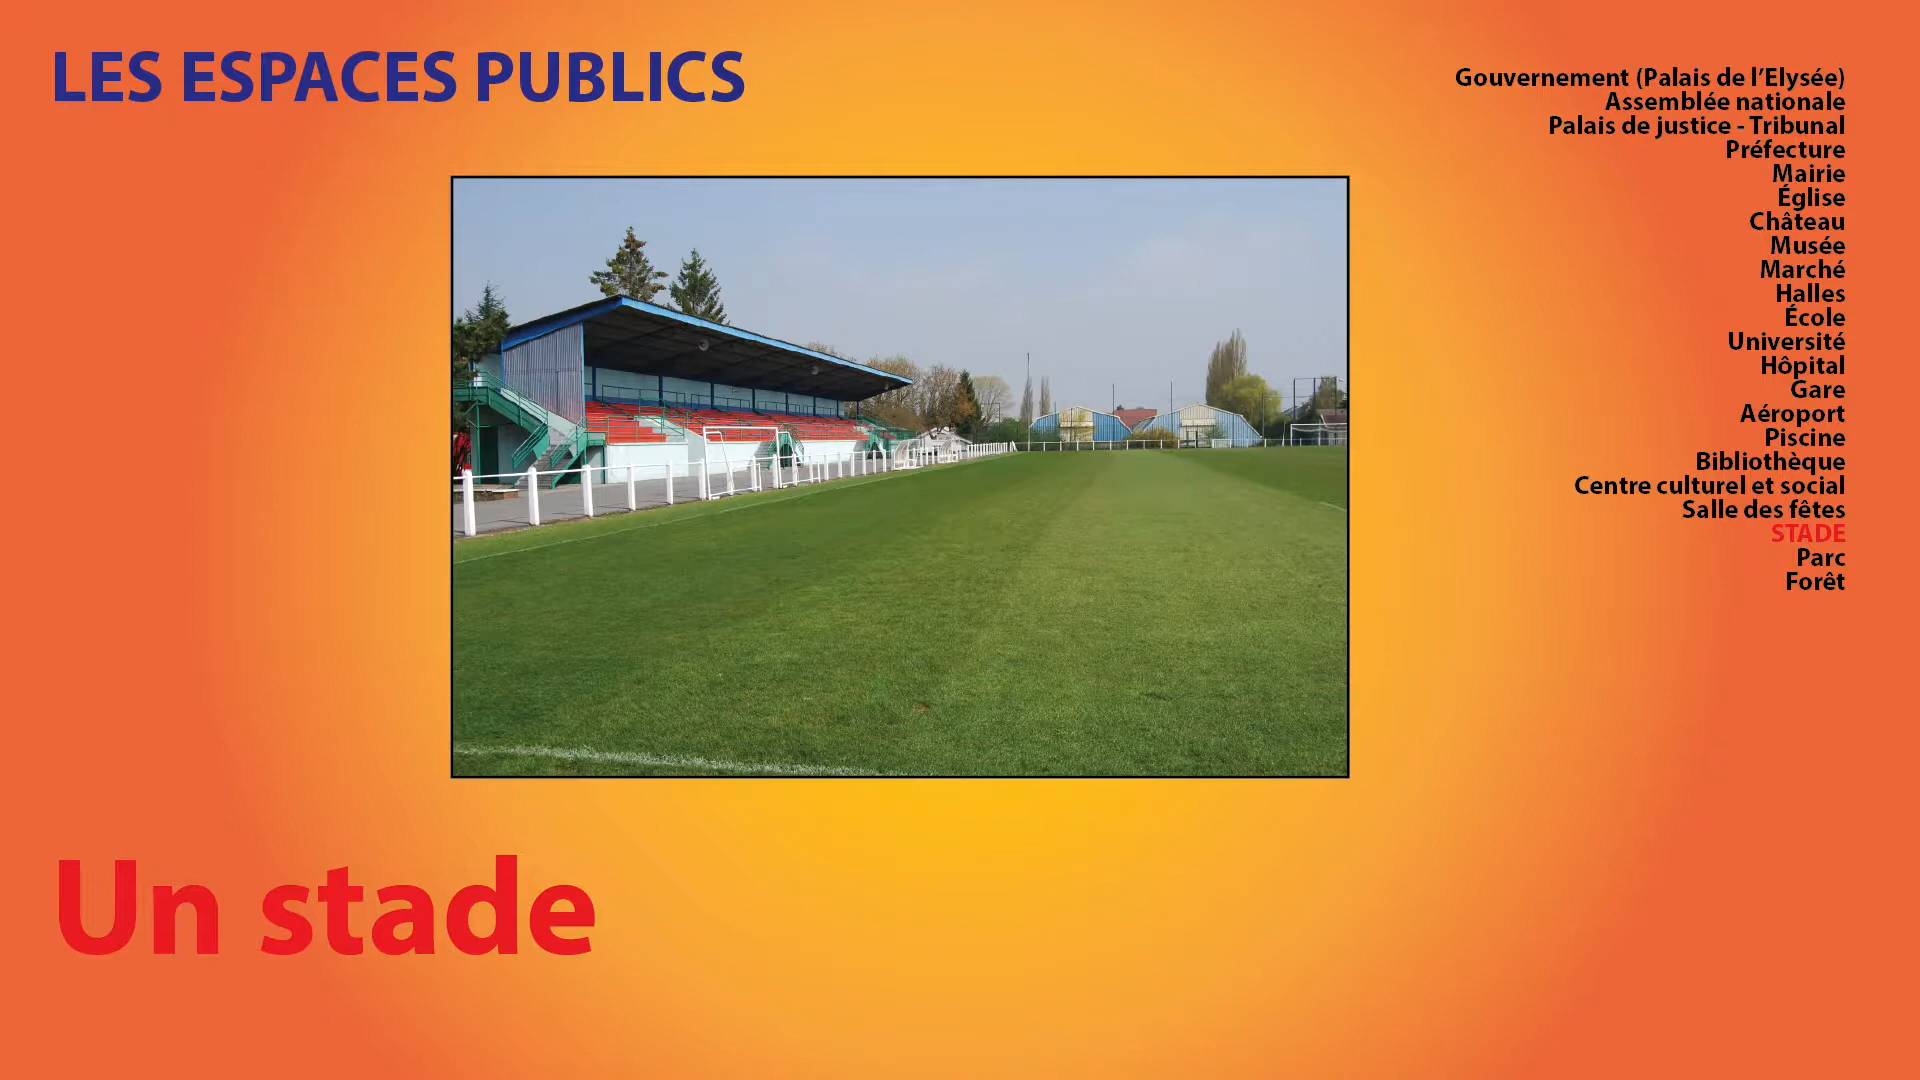 LES ESPACES PUBLICS
Gouvernement (Palais de l’Elysée)
Assemblée nationale
Palais de justice - Tribunal
Préfecture
Mairie
Église
Château
Musée
Marché
Halles
École
Université
Hôpital
Gare
Aéroport
Piscine
Bibliothèque
Centre culturel et social
Salle des fêtes
STADE
Parc
Forêt
Un stade